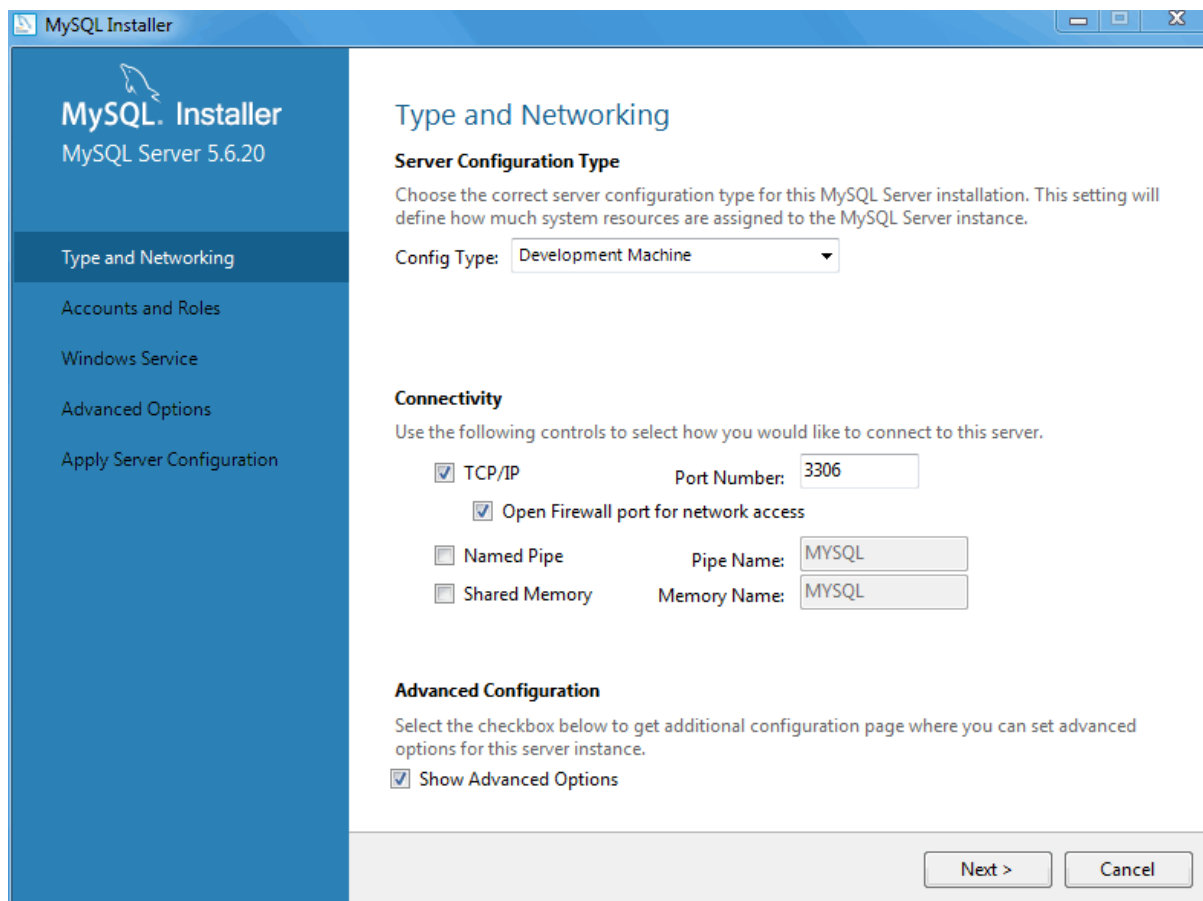 MySQL Installer
MySQL. Installer
MySQL Server 5.6.20
Type and Networking
Accounts and Roles
Windows Service
Advanced Options
Apply Server Configuration
Type and Networking
Server Configuration Type
Choose the correct server configuration type for this MySQL Server installation. This setting will
define how much system resources are assigned to the MySQL Server instance.
Config Type: Development Machine
Connectivity
Use the following controls to select how you would like to connect to this server.
TCP/IP Port Number: 3306
Open Firewall port for network access
Named Pipe Pipe Name: MYSQL
Shared Memory Memory Name: MYSQL
Advanced Configuration
Select the checkbox below to get additional configuration page where you can set advanced
options for this server instance.
Show Advanced Options
Next > Cancel